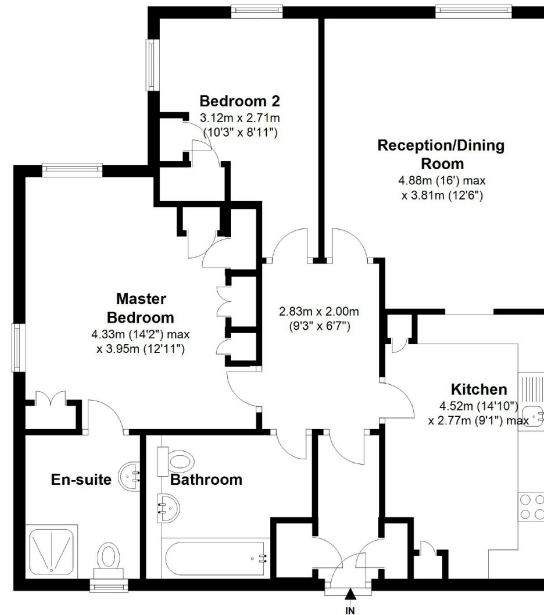 Bedroom 2
3.12m x 2.71m
(10'3" x 8'11")
Reception/Dining
Room
4.88m (16') max
x 3.81m (12'6")
Master
Bedroom
4.33m (14'2") max
x 3.95m (12'11")
2.83m x 2.00m
(9'3" x 6'7")
Kitchen
4.52m (14'10")
x 2.77m (9'1") max
En-suite
Bathroom
IN